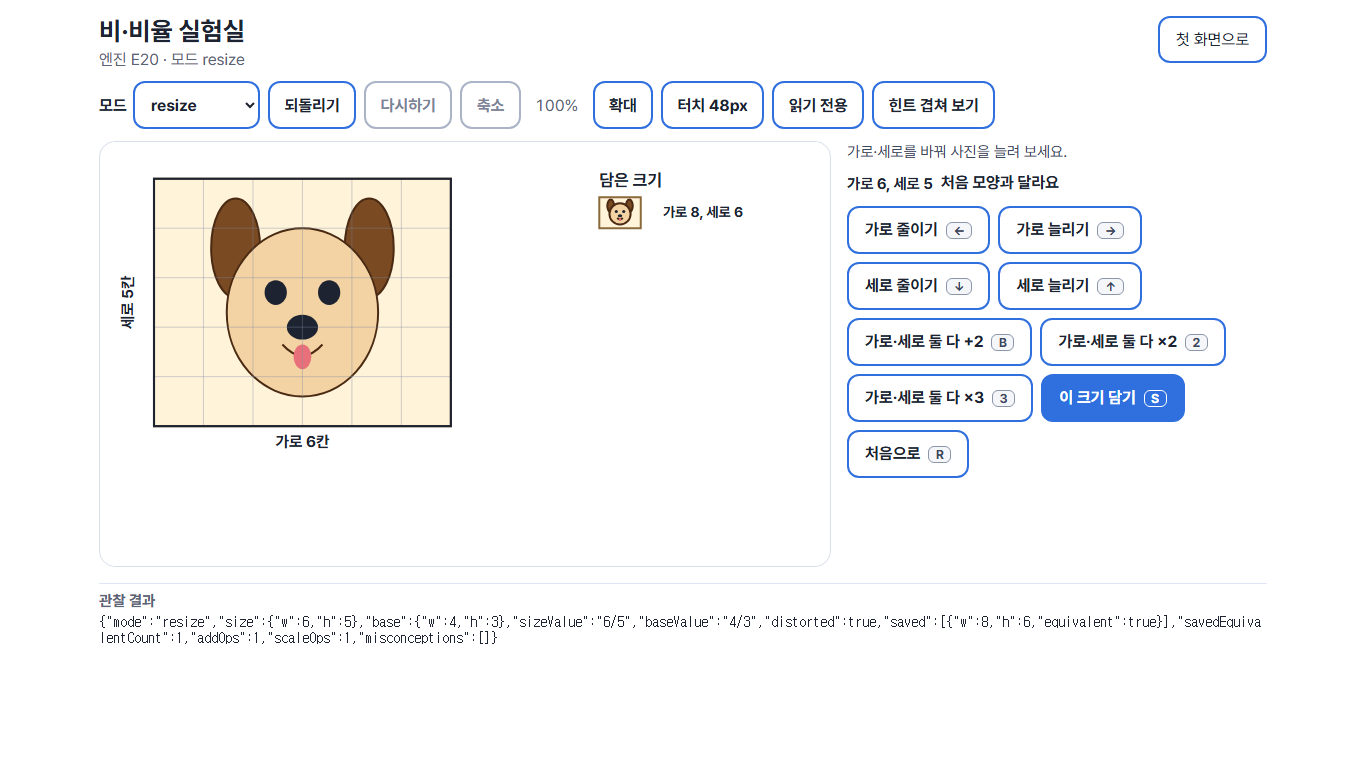 비·비율 실험실
엔진 E20 · 모드 resize
첫 화면으로
모드 resize 되돌리기 다시하기 축소 100% 확대 터치 48px 읽기 전용 힌트 겹쳐 보기
세로 5칸
가로 6칸
담은 크기
가로 8, 세로 6
가로·세로를 바꿔 사진을 늘려 보세요.
가로 6, 세로 5 처음 모양과 달라요
가로 줄이기 ← 가로 늘리기 →
세로 줄이기 ↓ 세로 늘리기 ↑
가로·세로 둘 다 +2 B 가로·세로 둘 다 ×2 2
가로·세로 둘 다 ×3 3 이 크기 담기 S
처음으로 R
관찰 결과
{"mode":"resize","size":{"w":6,"h":5},"base":{"w":4,"h":3},"sizeValue":"6/5","baseValue":"4/3","distorted":true,"saved":[{"w":8,"h":6,"equivalent":true}],"savedEquiva
lentCount":1,"addOps":1,"scaleOps":1,"misconceptions":[]}